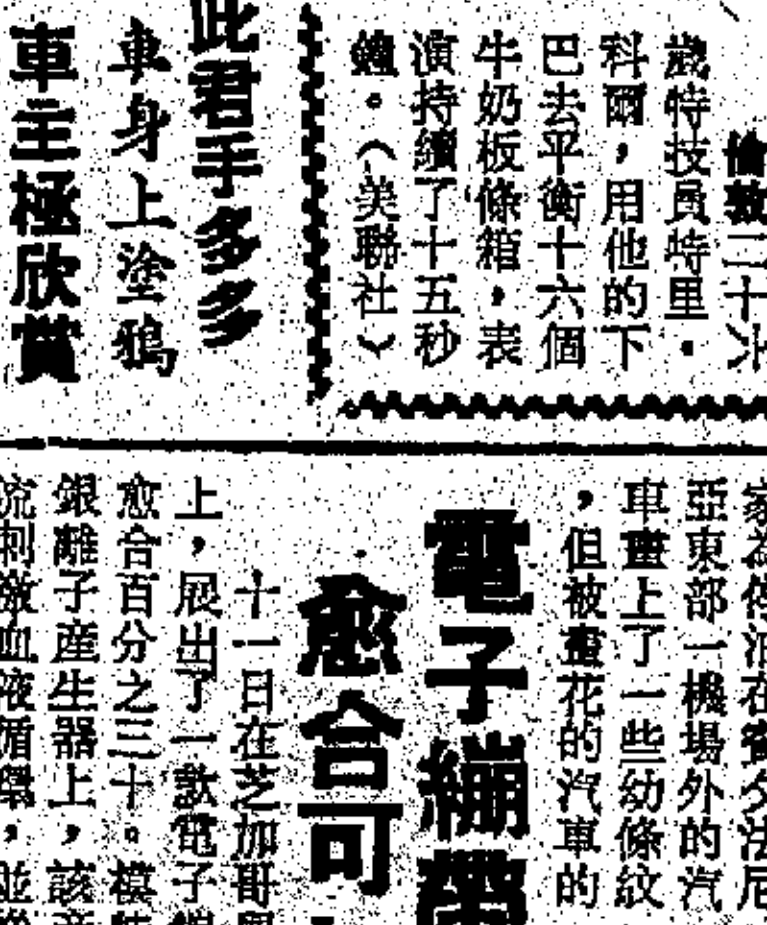 倫敦二十
歲特技員特里·
科爾，用他的下
巴去平衡十六個
牛奶板條箱，表
演持續了十五秒
鐘。（美聯社）
此君手多多
車身上塗鴉
車主極欣賞
亞東部一機場外的汽
車畫上了一些幼條紋
，但被畫花的汽車的
電子繃帶
愈合可
十一日在芝加哥
上，展出了一款電子
愈合百分之三十。模
銀離子產生器上，該
流刺激血液循環，並